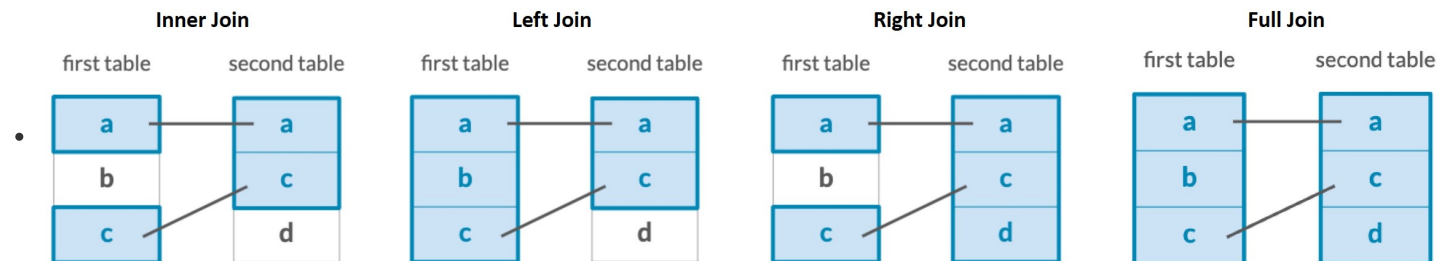 Inner Join
first table second table
a a
b c
c d
Left Join
first table second table
a a
b c
c d
Right Join
first table second table
a a
b c
c d
Full Join
first table second table
a a
b c
c d